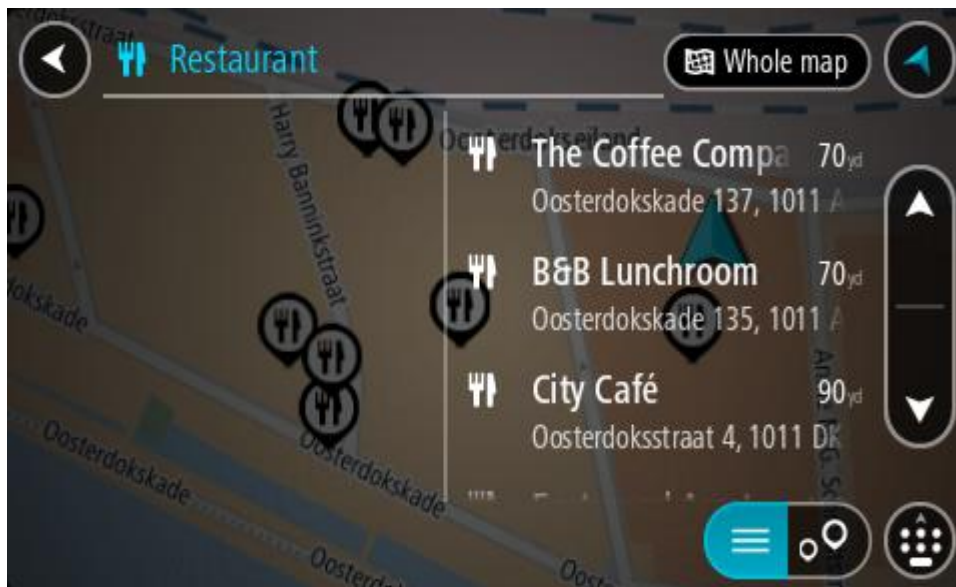 Restaurant
Whole map
The Coffee Compa
70yd
Oosterdokskade 137, 1011 A
B&B Lunchroom
70yd
Oosterdokskade 135, 1011 A
City Café
90yd
Oosterdoksstraat 4, 1011 DK
Oosterdokseiland
Harry Banninkstraat
Oosterdokskade
Oosterdokskade